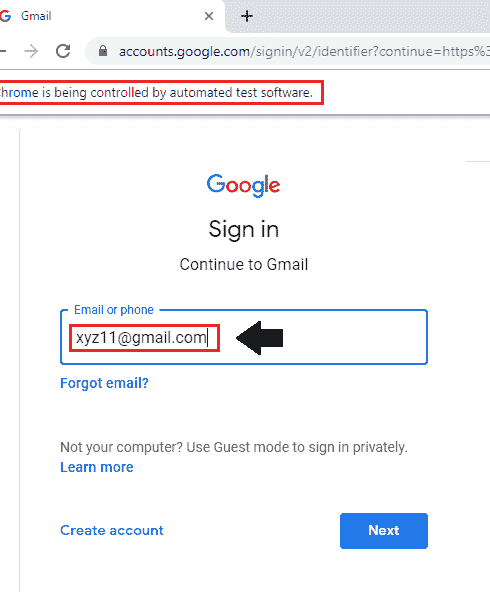 Gmail
accounts.google.com/signin/v2/identifier?continue=https%3
hrome is being controlled by automated test software.
Google
Sign in
Continue to Gmail
Email or phone
xyz11@gmail.com
Forgot email?
Not your computer? Use Guest mode to sign in privately.
Learn more
Create account
Next